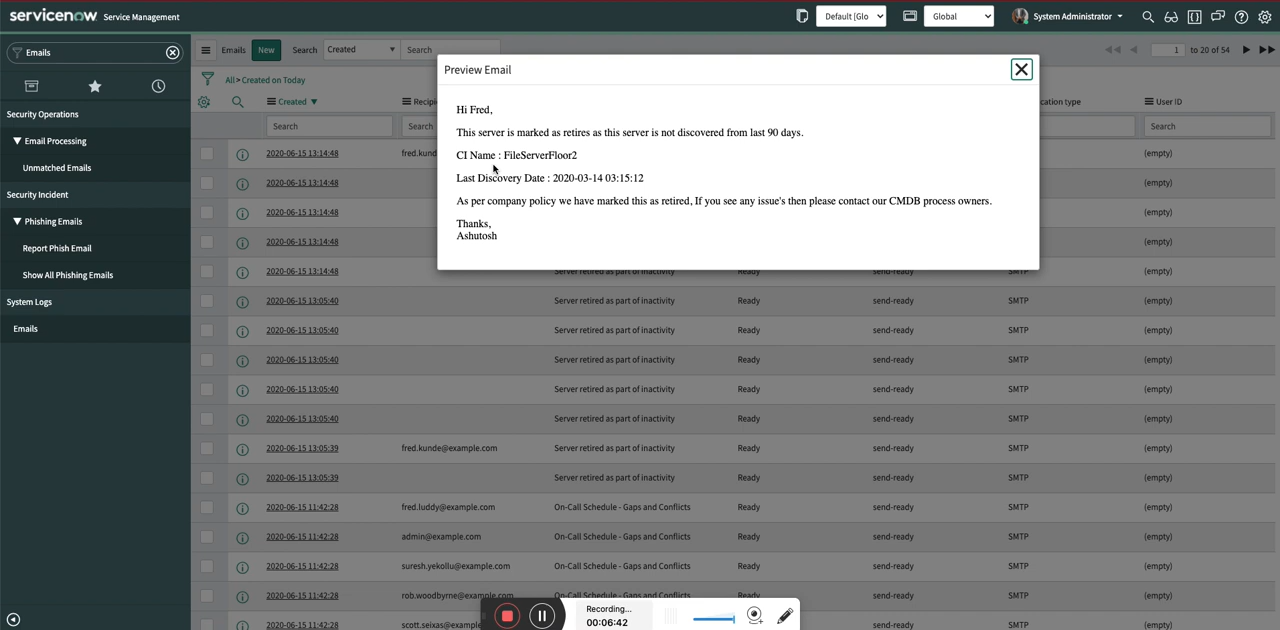 servicenow Service Management
Default [Glo
Global
System Administrator
Emails
Emails New Search Created Search
1 to 20 of 54
All>Created on Today
Security Operations
Email Processing
Unmatched Emails
Security Incident
Phishing Emails
Report Phish Email
Show All Phishing Emails
System Logs
Emails
Preview Email
Hi Fred,
This server is marked as retires as this server is not discovered from last 90 days.
CI Name : FileServerFloor2
Last Discovery Date : 2020-03-14 03:15:12
As per company policy we have marked this as retired, If you see any issue's then please contact our CMDB process owners.
Thanks,
Ashutosh
Created User ID
Search Search Search
2020-06-15 13:14:48 (empty)
2020-06-15 13:14:48 (empty)
2020-06-15 13:14:48 (empty)
2020-06-15 13:14:48 (empty)
2020-06-15 13:14:48 Server retired as part of inactivity Ready send-ready SMTP (empty)
2020-06-15 13:05:40 Server retired as part of inactivity Ready send-ready SMTP (empty)
2020-06-15 13:05:40 Server retired as part of inactivity Ready send-ready SMTP (empty)
2020-06-15 13:05:40 Server retired as part of inactivity Ready send-ready SMTP (empty)
2020-06-15 13:05:40 Server retired as part of inactivity Ready send-ready SMTP (empty)
2020-06-15 13:05:40 Server retired as part of inactivity Ready send-ready SMTP (empty)
2020-06-15 13:05:39 fred.kunde@example.com Server retired as part of inactivity Ready send-ready SMTP (empty)
2020-06-15 13:05:39 Server retired as part of inactivity Ready send-ready SMTP (empty)
2020-06-15 11:42:28 fred.luddy@example.com On-Call Schedule - Gaps and Conflicts Ready send-ready SMTP (empty)
2020-06-15 11:42:28 admin@example.com On-Call Schedule - Gaps and Conflicts Ready send-ready SMTP (empty)
2020-06-15 11:42:28 suresh.yekollu@example.com On-Call Schedule - Gaps and Conflicts Ready send-ready SMTP (empty)
2020-06-15 11:42:28 rob.woodbyrne@example.com On-Call Schedule - Gaps and Conflicts Ready send-ready SMTP (empty)
2020-06-15 11:42:28 SMTP (empty)
Recording...
00:06:42